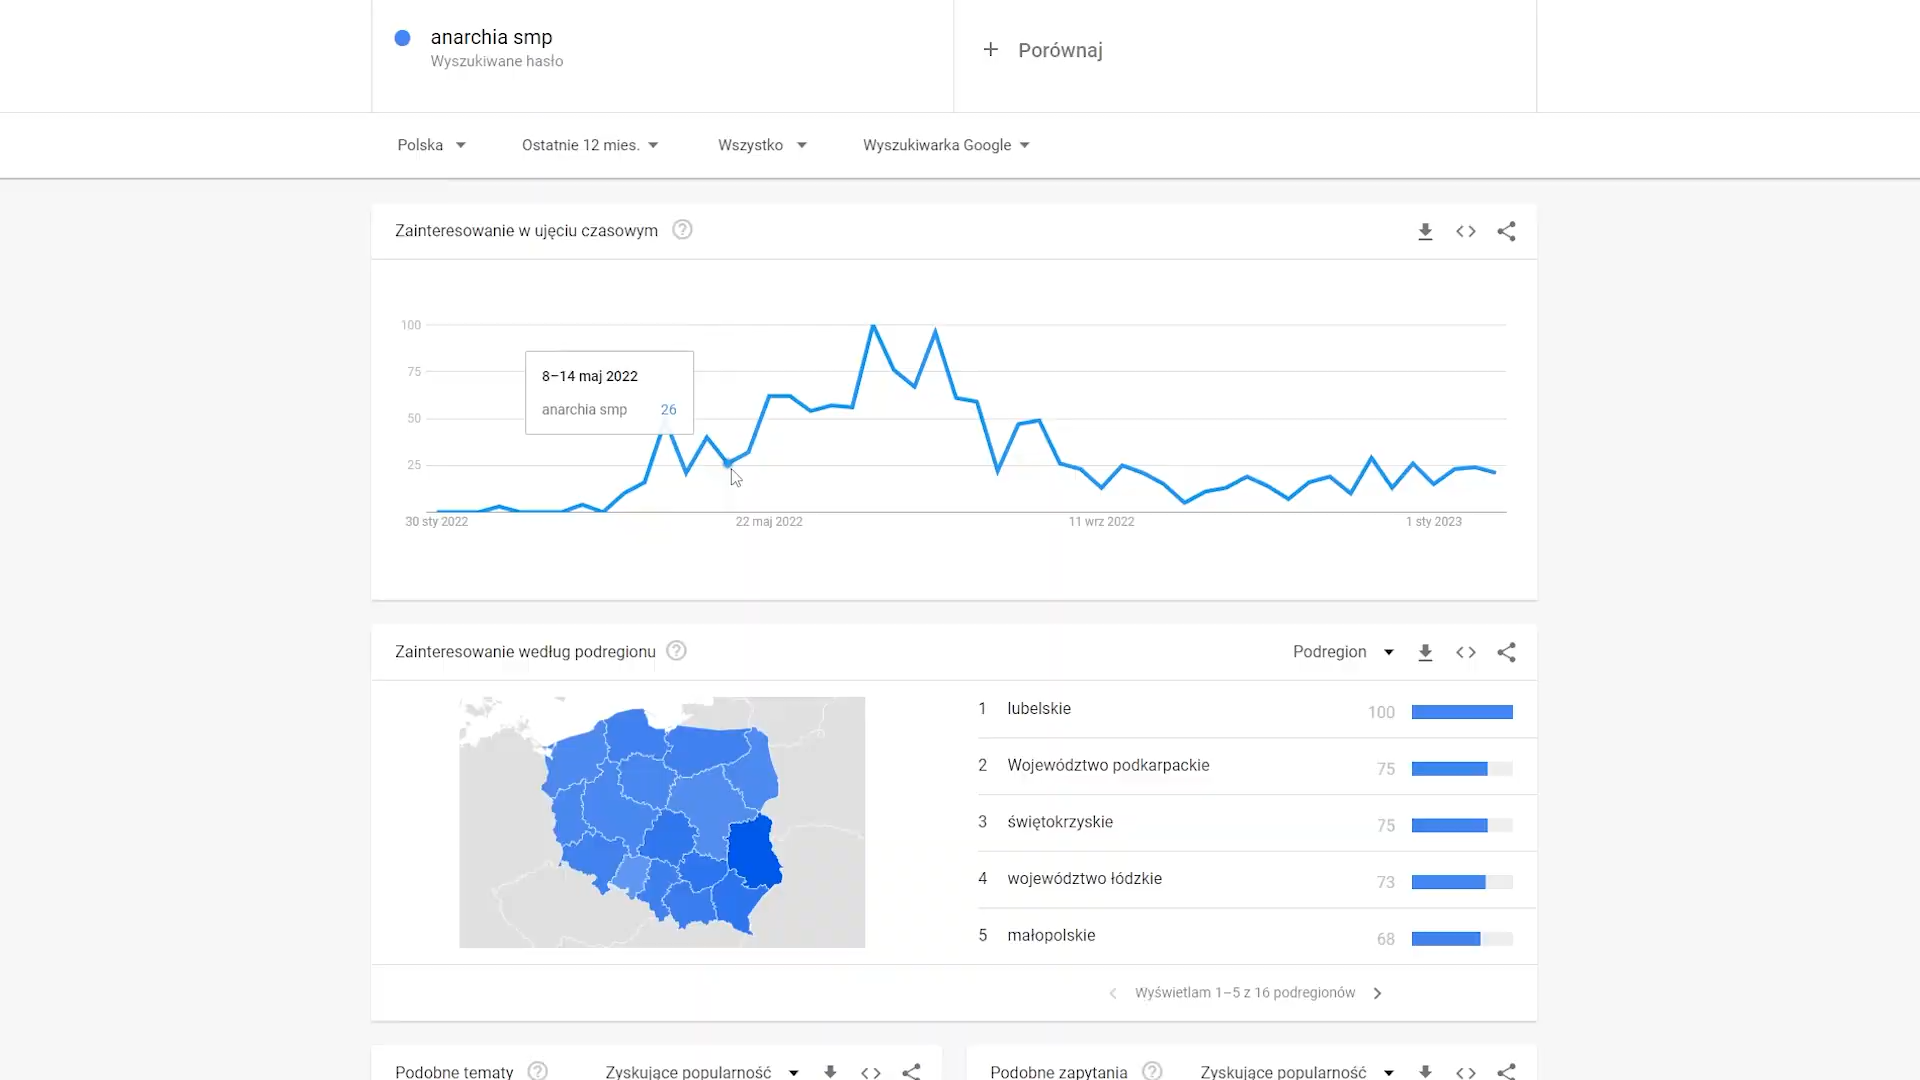 anarchia smp
Wyszukiwane hasło
Porównaj
Polska
Ostatnie 12 mies.
Wszystko
Wyszukiwarka Google
Zainteresowanie w ujęciu czasowym
100
75
50
25
8–14 maj 2022
anarchia smp 26
30 sty 2022
22 maj 2022
11 wrz 2022
1 sty 2023
Zainteresowanie według podregionu
Podregion
1 lubelskie 100
2 Województwo podkarpackie 75
3 świętokrzyskie 75
4 województwo łódzkie 73
5 małopolskie 68
Wyświetlam 1–5 z 16 podregionów
Podobne tematy
Zyskujące popularność
Podobne zapytania
Zyskujące popularność